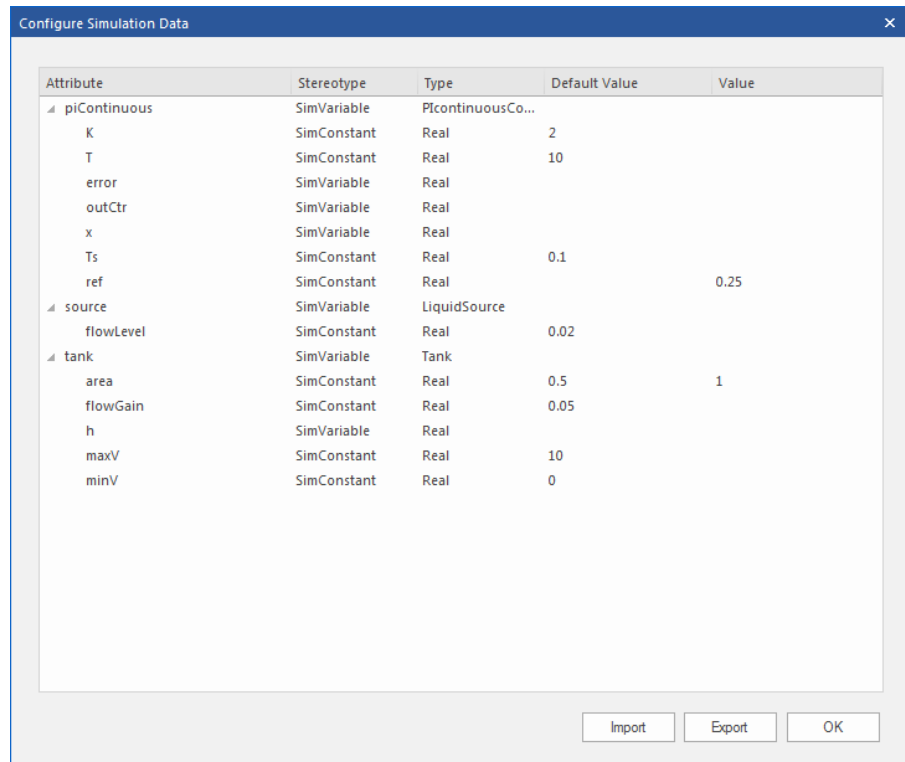 Configure Simulation Data
Attribute Stereotype Type Default Value Value
piContinuous SimVariable PIcontinuousCo...
K SimConstant Real 2
T SimConstant Real 10
error SimVariable Real
outCtr SimVariable Real
x SimVariable Real
Ts SimConstant Real 0.1
ref SimConstant Real 0.25
source SimVariable LiquidSource
flowLevel SimConstant Real 0.02
tank SimVariable Tank
area SimConstant Real 0.5 1
flowGain SimConstant Real 0.05
h SimVariable Real
maxV SimConstant Real 10
minV SimConstant Real 0
Import Export OK